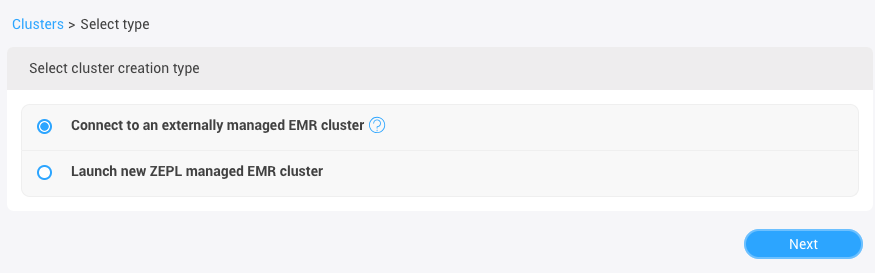 Clusters > Select type
Select cluster creation type
Connect to an externally managed EMR cluster ?
Launch new ZEPL managed EMR cluster
Next